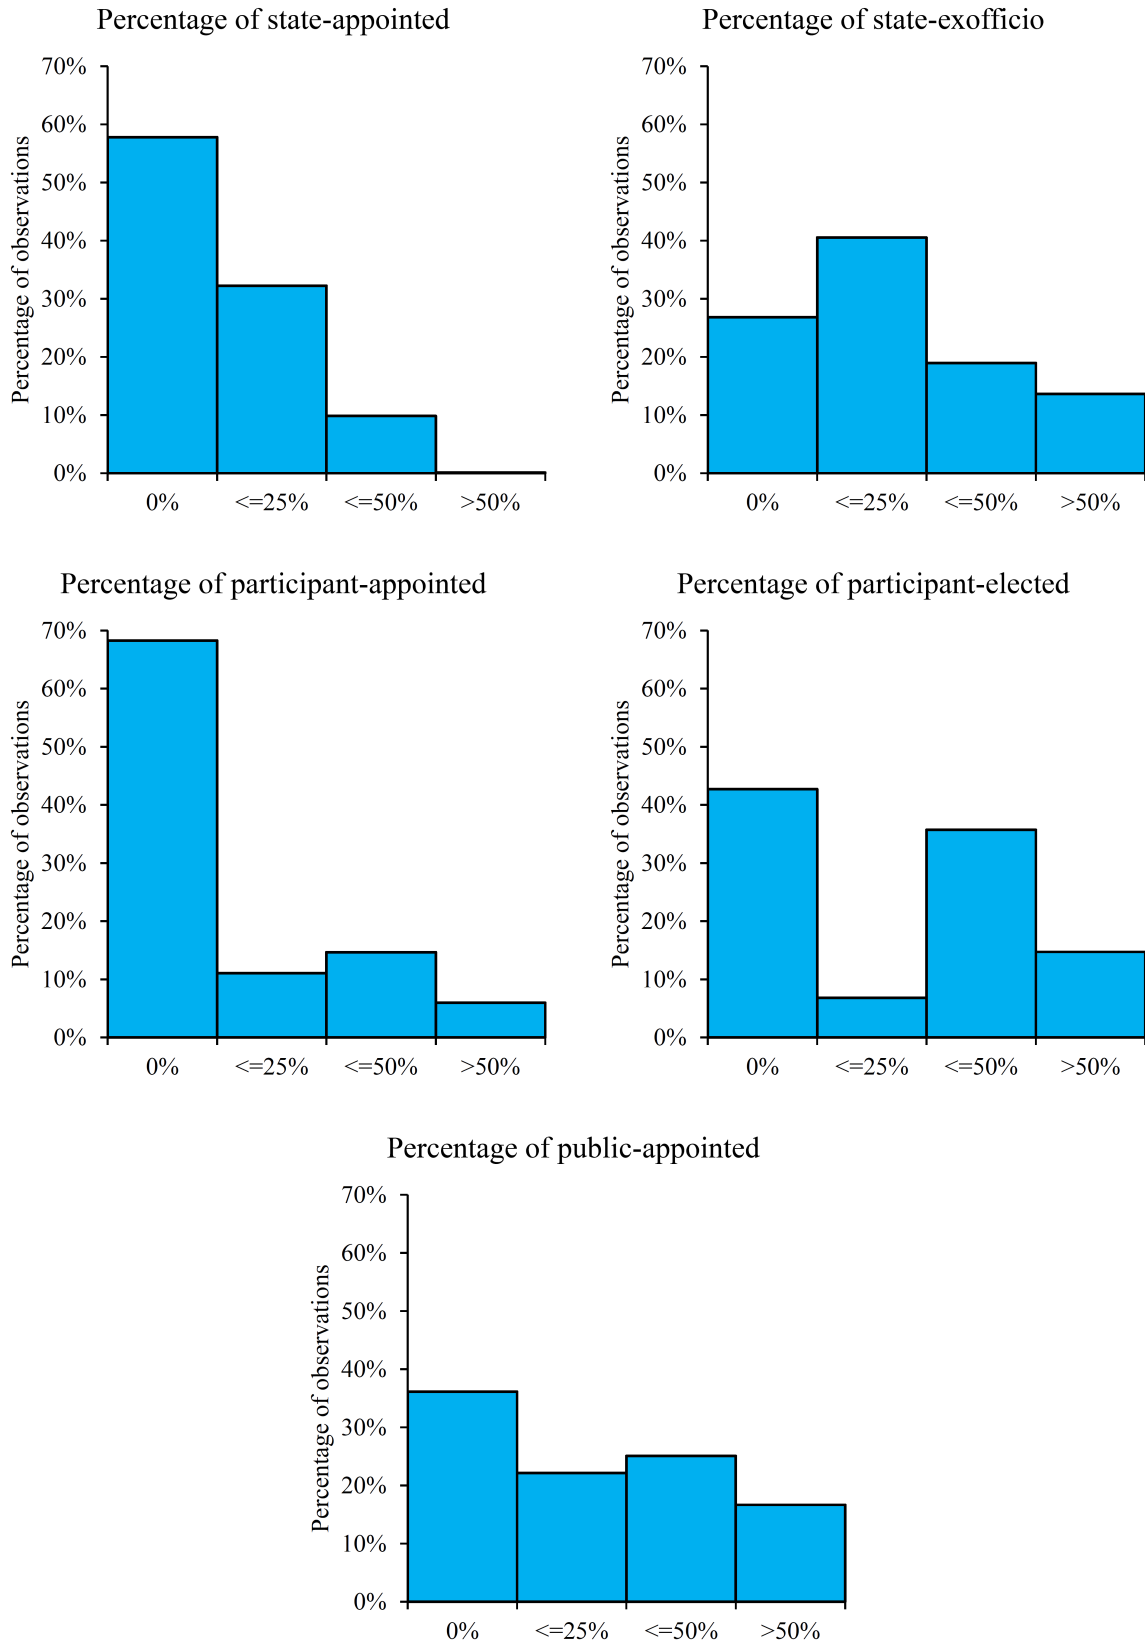 Percentage of state-appointed
Percentage of observations
70%
60%
50%
40%
30%
20%
10%
0%
0% <=25% <=50% >50%
Percentage of state-exofficio
Percentage of observations
70%
60%
50%
40%
30%
20%
10%
0%
0% <=25% <=50% >50%
Percentage of participant-appointed
Percentage of observations
70%
60%
50%
40%
30%
20%
10%
0%
0% <=25% <=50% >50%
Percentage of participant-elected
Percentage of observations
70%
60%
50%
40%
30%
20%
10%
0%
0% <=25% <=50% >50%
Percentage of public-appointed
Percentage of observations
70%
60%
50%
40%
30%
20%
10%
0%
0% <=25% <=50% >50%